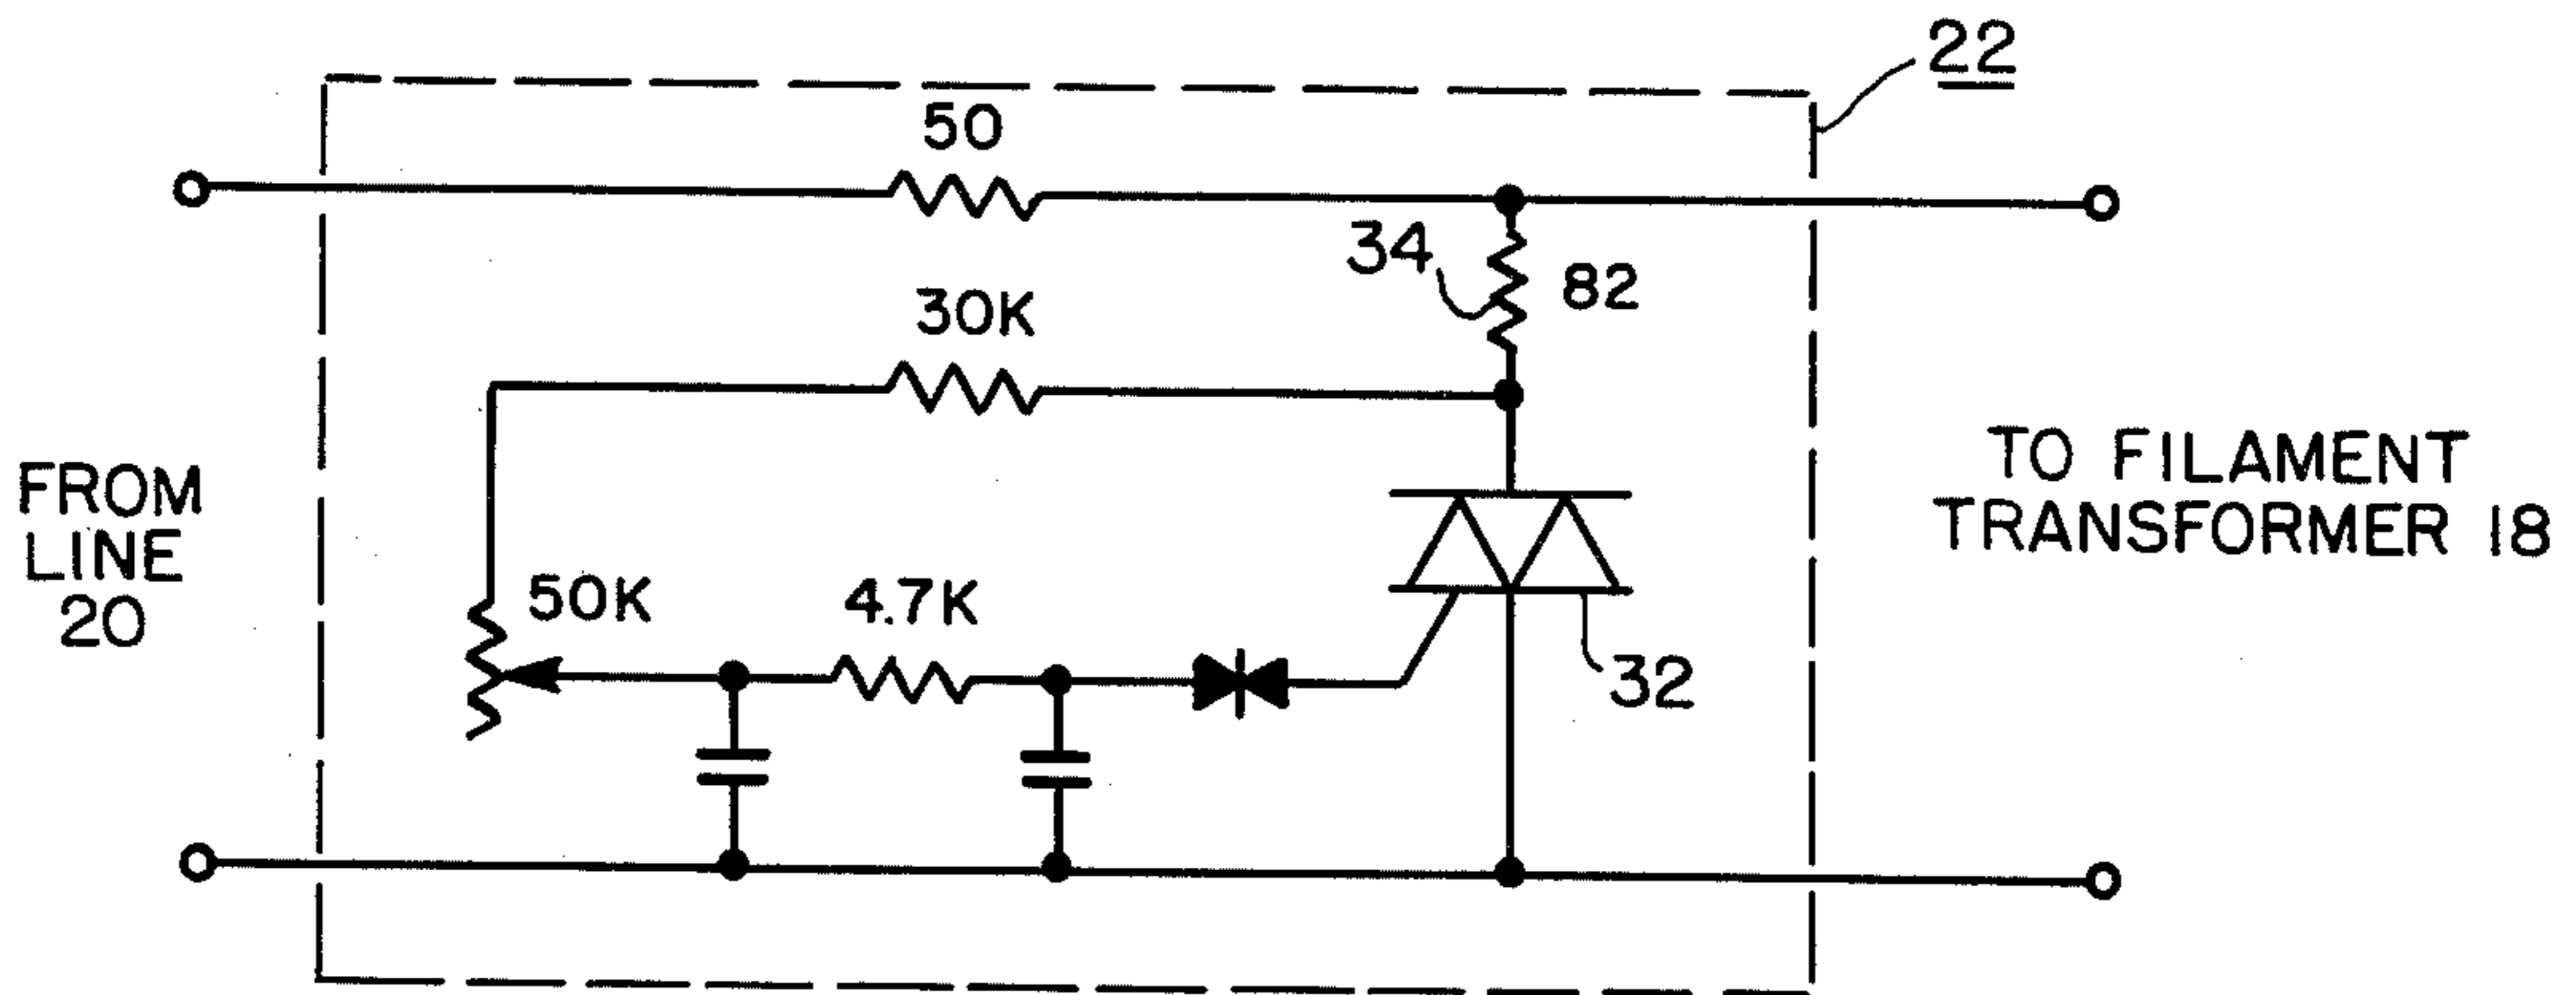 22
50
34
82
30K
FROM
LINE
20
50K
4.7K
32
TO FILAMENT
TRANSFORMER 18